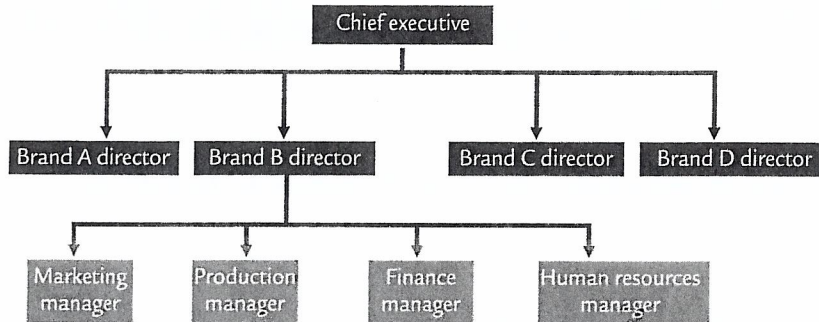 Chief executive
Brand A director
Brand B director
Brand C director
Brand D director
Marketing
manager
Production
manager
Finance
manager
Human resources
manager